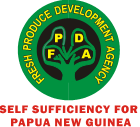 FRESH PRODUCE DEVELOPMENT AGENCY
F P D A
SELF SUFFICIENCY FOR
PAPUA NEW GUINEA